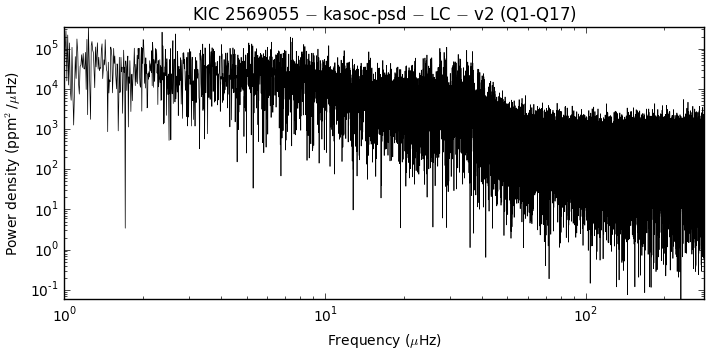 KIC 2569055 − kasoc-psd − LC − v2 (Q1-Q17)
Power density (ppm² /μHz)
10⁵
10⁴
10³
10²
10¹
10⁰
10⁻¹
10⁰ 10¹ 10²
Frequency (μHz)